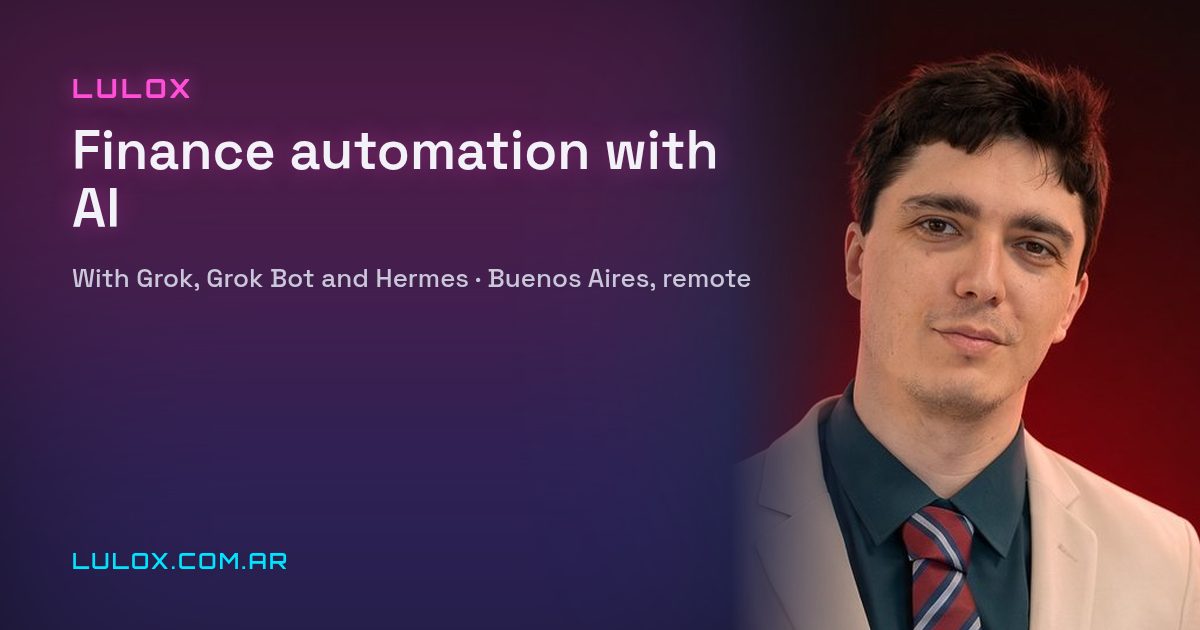 LULOX
Finance automation with
AI
With Grok, Grok Bot and Hermes · Buenos Aires, remote
LULOX.COM.AR